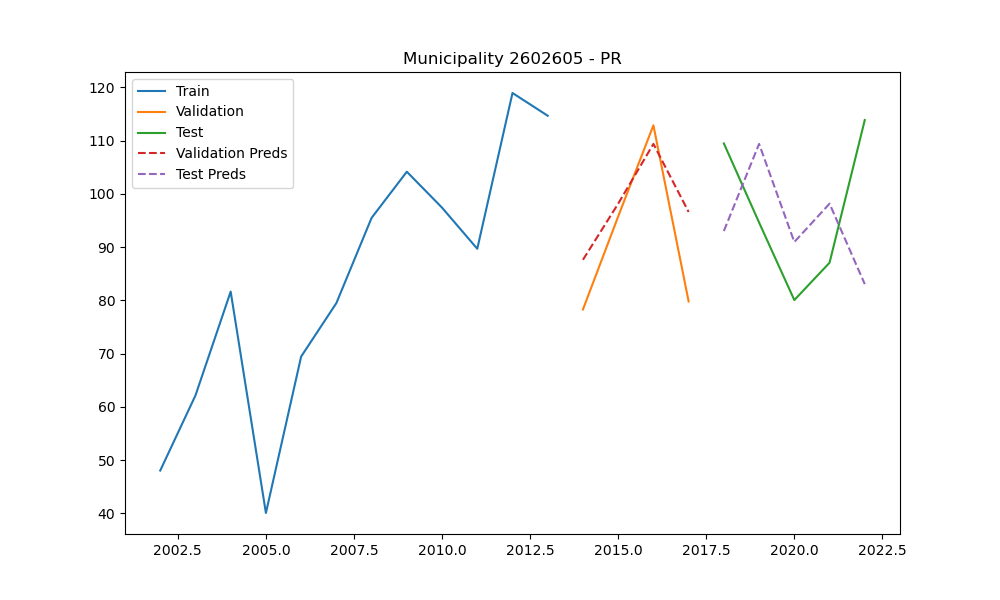 Municipality 2602605 - PR
Train
Validation
Test
Validation Preds
Test Preds
120
110
100
90
80
70
60
50
40
2002.5 2005.0 2007.5 2010.0 2012.5 2015.0 2017.5 2020.0 2022.5